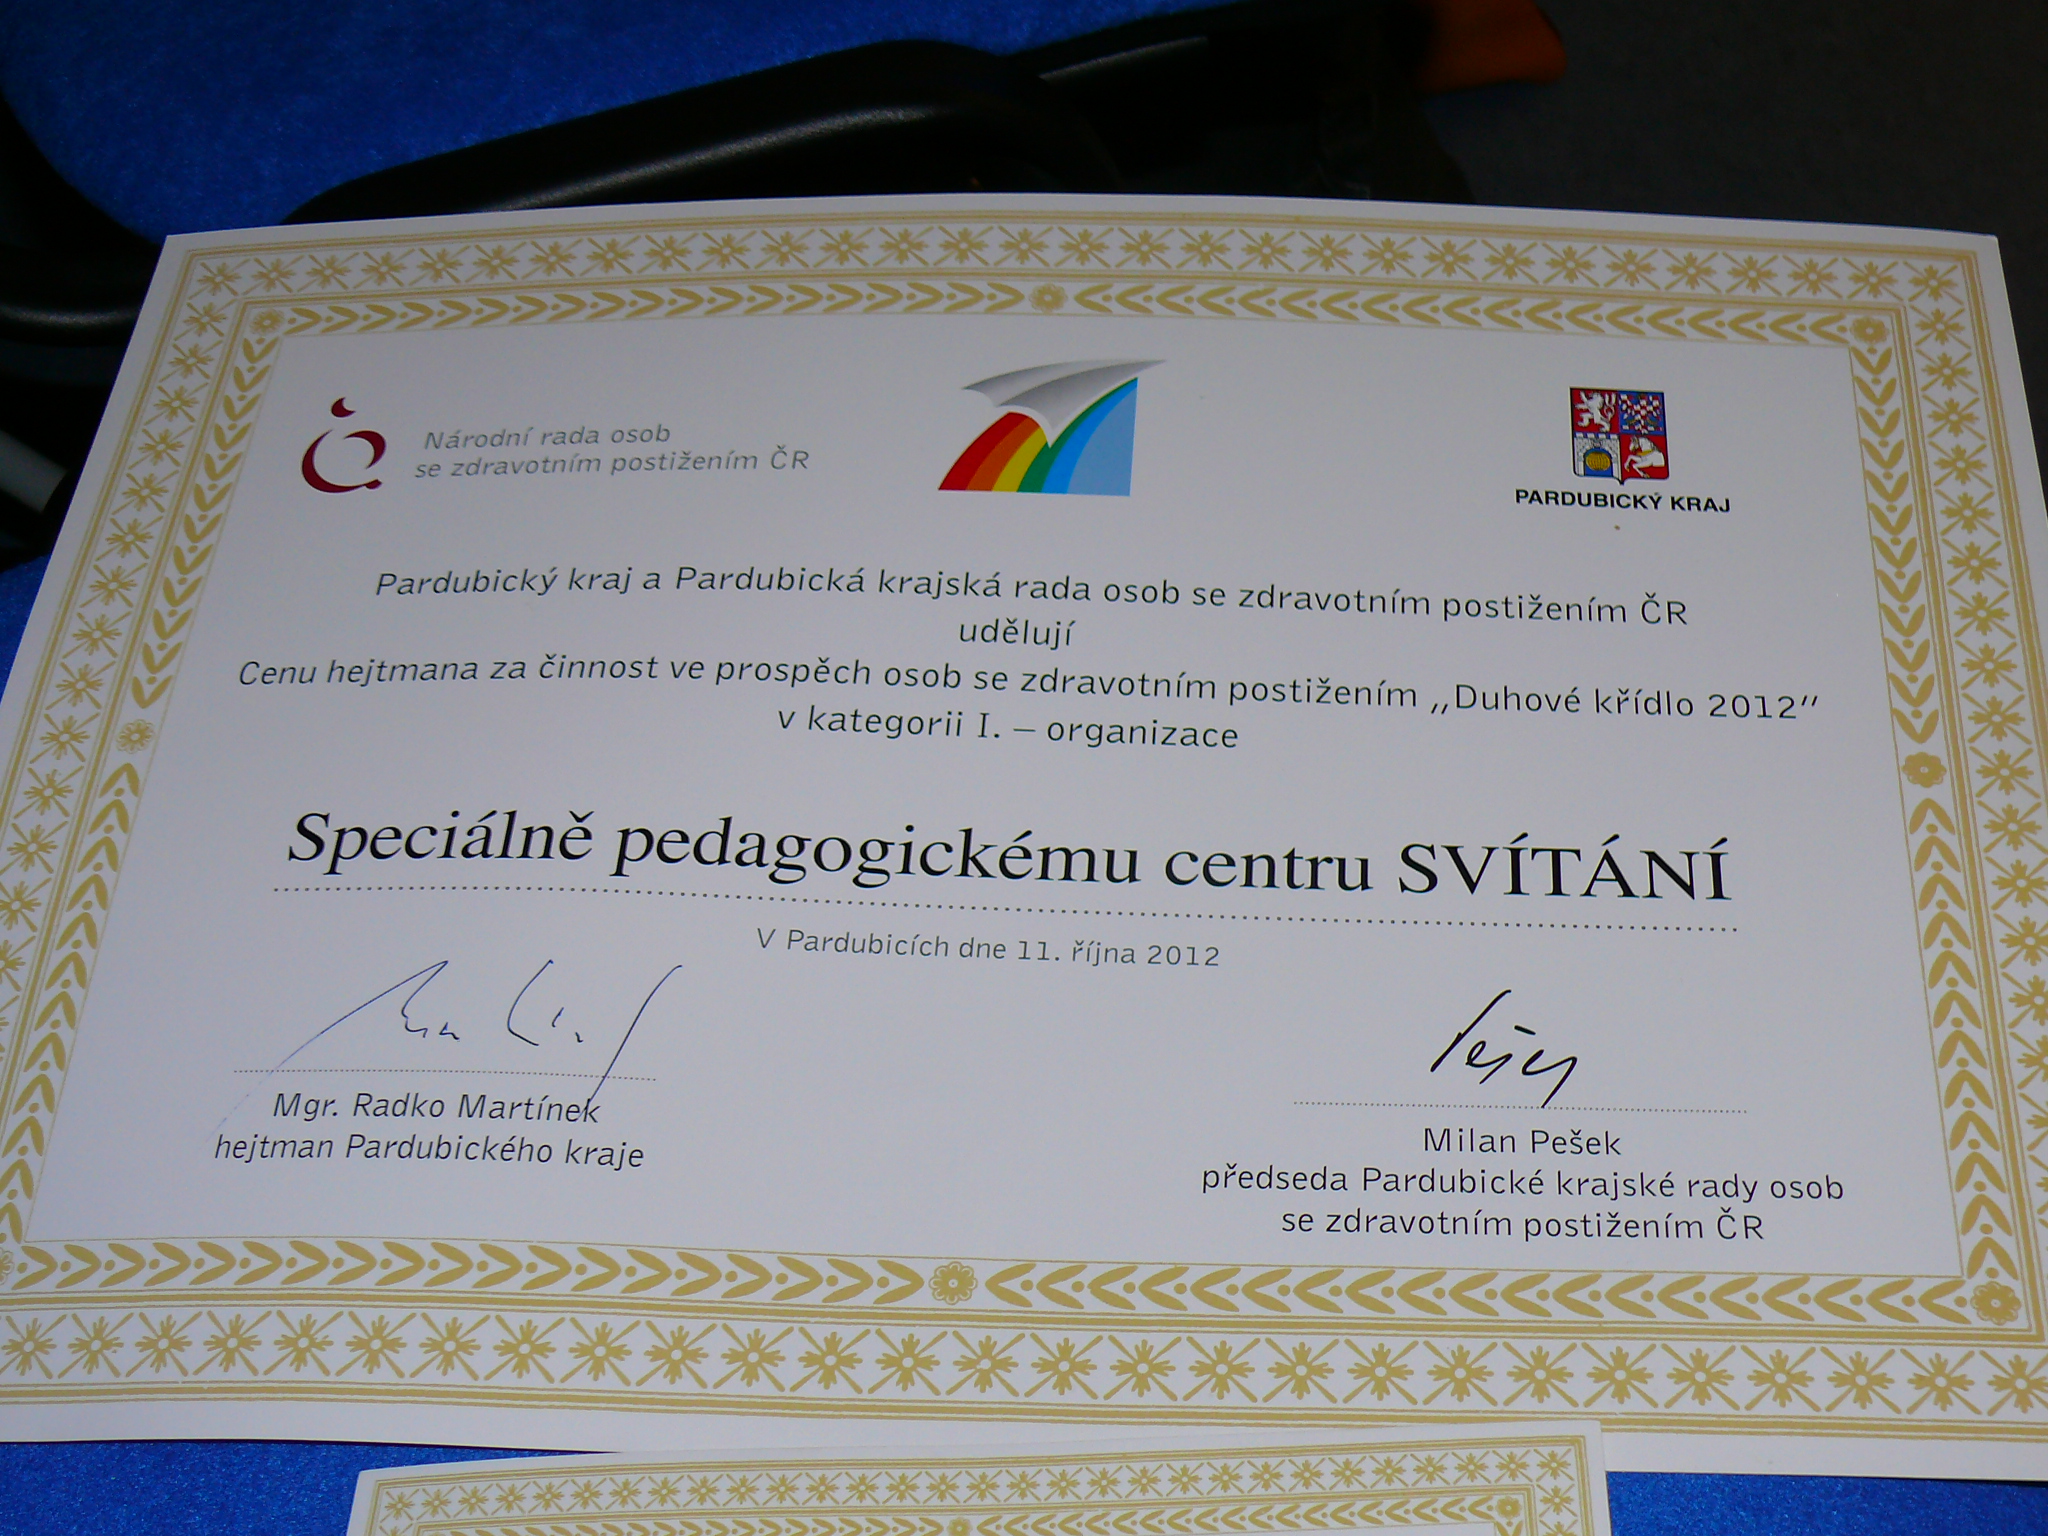 Národní rada osob
se zdravotním postižením ČR
PARDUBICKÝ KRAJ
Pardubický kraj a Pardubická krajská rada osob se zdravotním postižením ČR
udělují
Cenu hejtmana za činnost ve prospěch osob se zdravotním postižením „Duhové křídlo 2012“
v kategorii I. – organizace
Speciálně pedagogickému centru SVÍTÁNÍ
V Pardubicích dne 11. října 2012
Pešek
Mgr. Radko Martínek
hejtman Pardubického kraje
Milan Pešek
předseda Pardubické krajské rady osob
se zdravotním postižením ČR